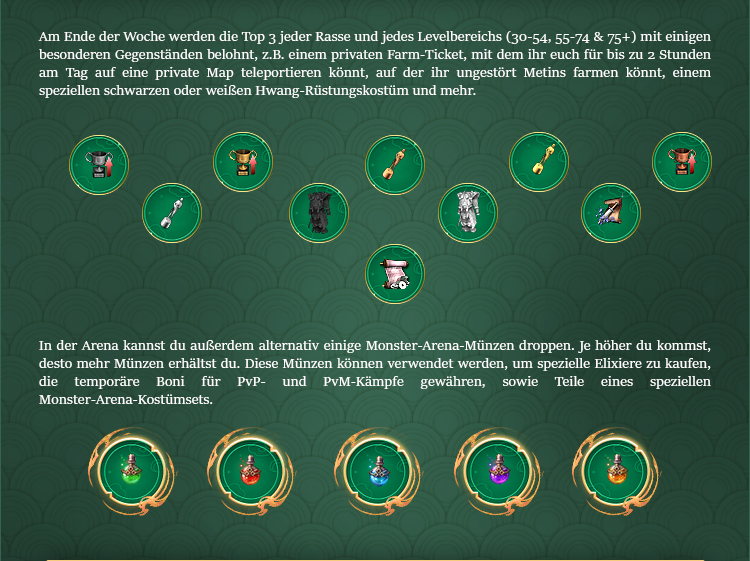 Am Ende der Woche werden die Top 3 jeder Rasse und jedes Levelbereichs (30-54, 55-74 & 75+) mit einigen
besonderen Gegenständen belohnt, z.B. einem privaten Farm-Ticket, mit dem ihr euch für bis zu 2 Stunden
am Tag auf eine private Map teleportieren könnt, auf der ihr ungestört Metins farmen könnt, einem
speziellen schwarzen oder weißen Hwang-Rüstungskostüm und mehr.
In der Arena kannst du außerdem alternativ einige Monster-Arena-Münzen droppen. Je höher du kommst,
desto mehr Münzen erhältst du. Diese Münzen können verwendet werden, um spezielle Elixiere zu kaufen,
die temporäre Boni für PvP- und PvM-Kämpfe gewähren, sowie Teile eines speziellen
Monster-Arena-Kostümsets.